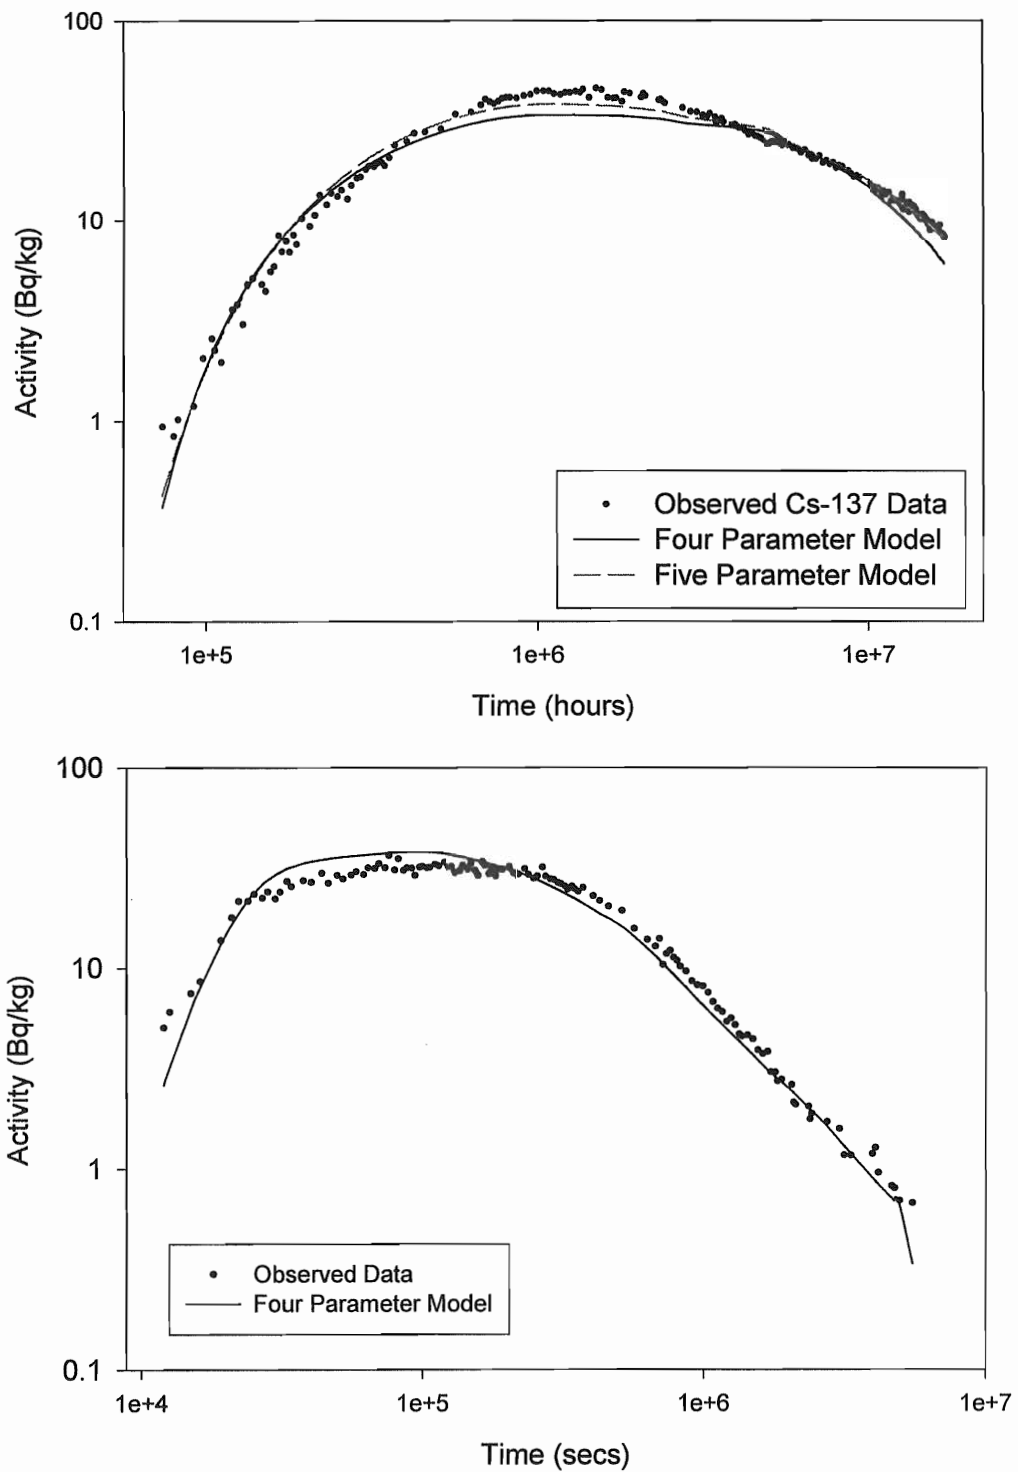 100
10
1
0.1
Activity (Bq/kg)
Observed Cs-137 Data
Four Parameter Model
Five Parameter Model
1e+5 1e+6 1e+7
Time (hours)
100
10
1
0.1
Activity (Bq/kg)
Observed Data
Four Parameter Model
1e+4 1e+5 1e+6 1e+7
Time (secs)